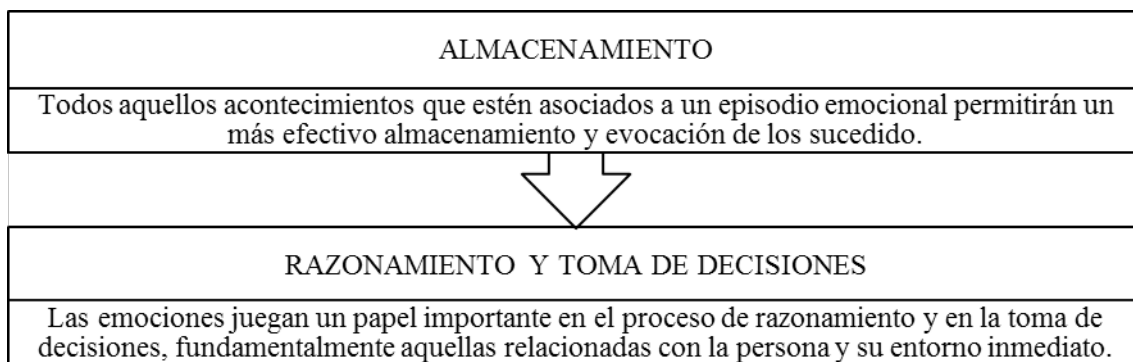 ALMACENAMIENTO
Todos aquellos acontecimientos que estén asociados a un episodio emocional permitirán un
más efectivo almacenamiento y evocación de los sucedido.
RAZONAMIENTO Y TOMA DE DECISIONES
Las emociones juegan un papel importante en el proceso de razonamiento y en la toma de
decisiones, fundamentalmente aquellas relacionadas con la persona y su entorno inmediato.